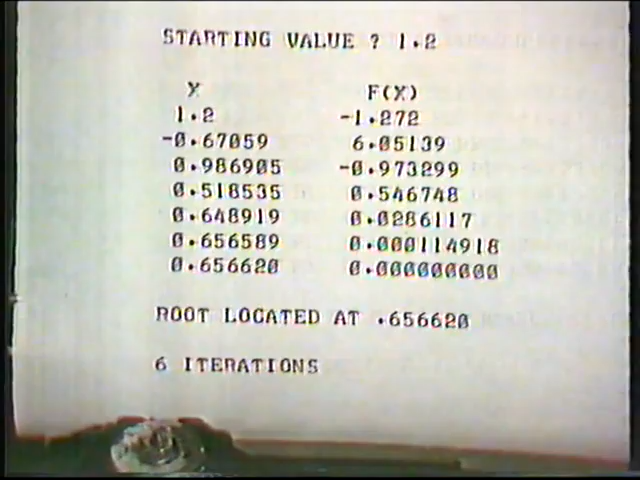 STARTING VALUE ? 1.2
X F(X)
1.2 -1.272
-0.67059 6.05139
0.986905 -0.973299
0.518535 0.546748
0.648919 0.0286117
0.656589 0.000114918
0.656620 0.000000000
ROOT LOCATED AT .656620
6 ITERATIONS